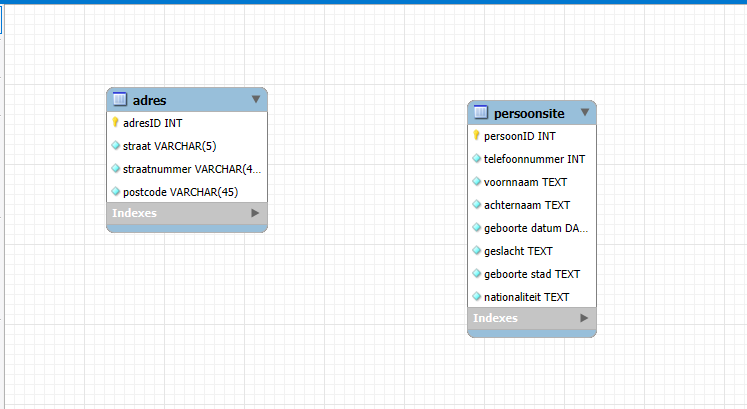 adres
adresID INT
straat VARCHAR(5)
straatnummer VARCHAR(4...
postcode VARCHAR(45)
Indexes
persoonsite
persoonID INT
telefoonnummer INT
voornnaam TEXT
achternaam TEXT
geboorte datum DA...
geslacht TEXT
geboorte stad TEXT
nationaliteit TEXT
Indexes